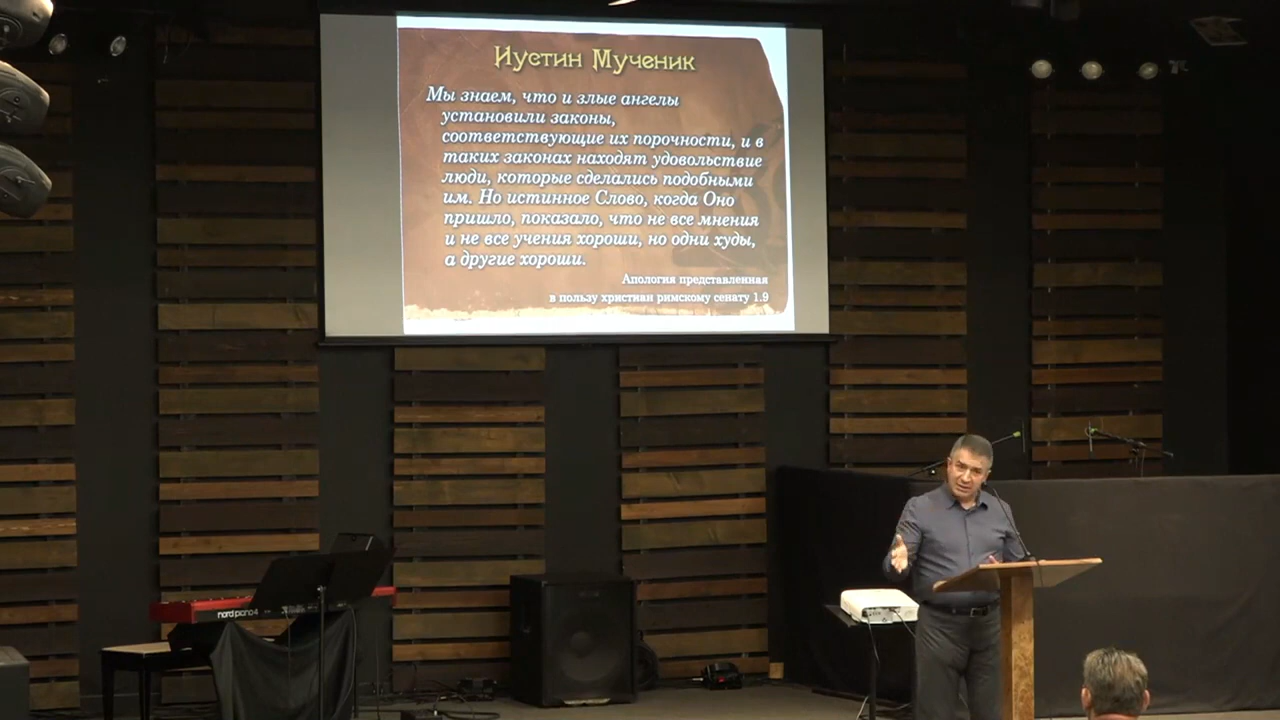 Иустин Мученик
Мы знаем, что и злые ангелы
установили законы,
соответствующие их порочности, и в
таких законах находят удовольствие
люди, которые сделались подобными
им. Но истинное Слово, когда Оно
пришло, показало, что не все мнения
и не все учения хороши, но одни худы,
а другие хороши.
Апология представленная
в пользу христиан римскому сенату 1.9
nord piano 4